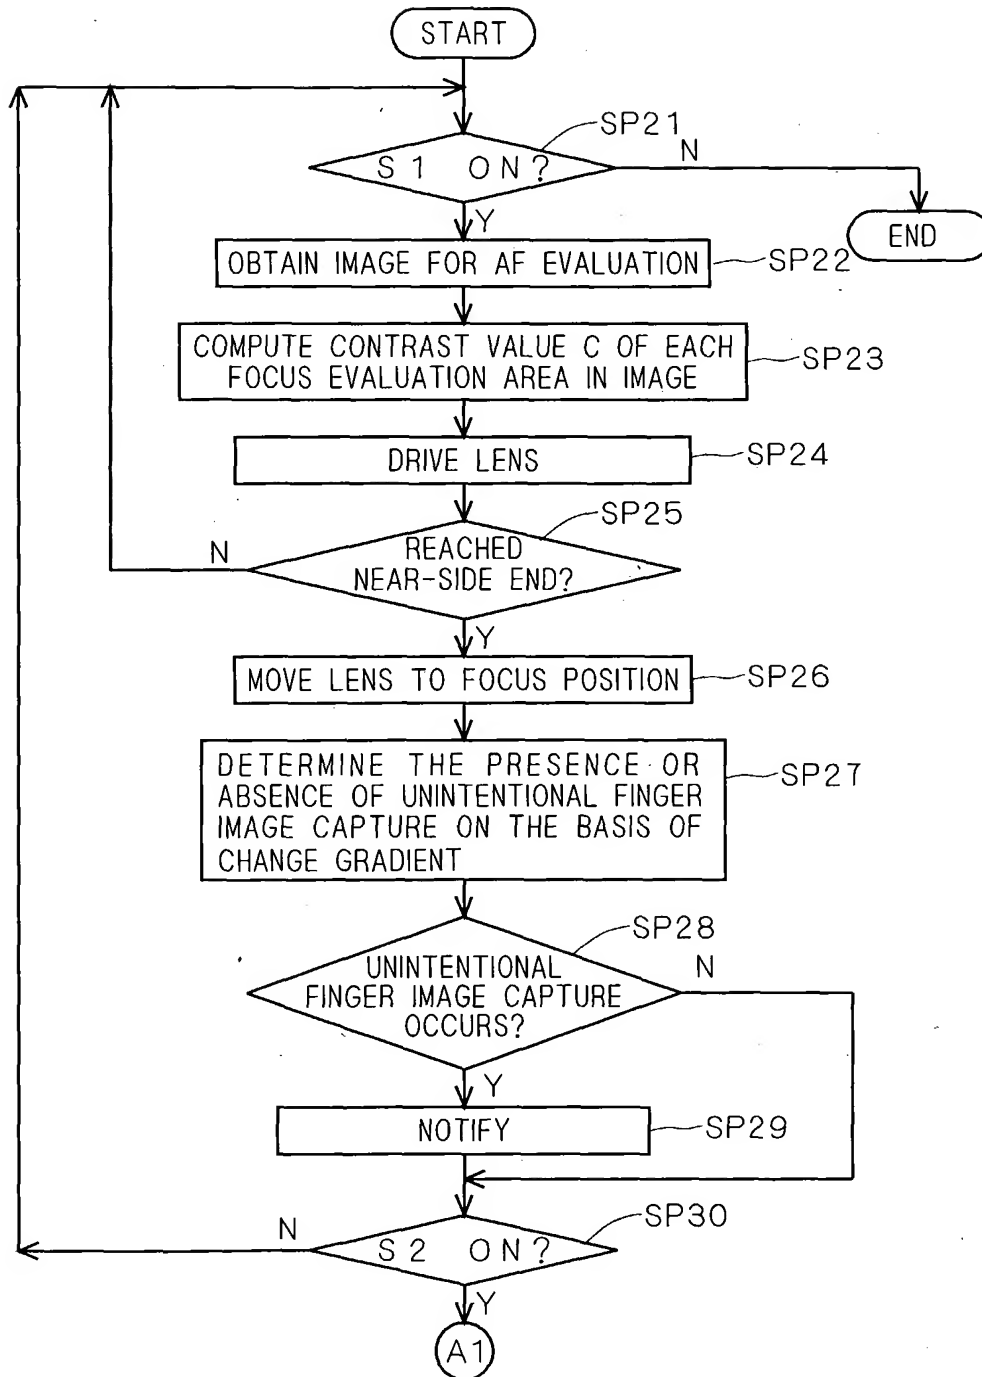 START
SP21
S1 ON?
N
Y
END
OBTAIN IMAGE FOR AF EVALUATION
SP22
COMPUTE CONTRAST VALUE C OF EACH
FOCUS EVALUATION AREA IN IMAGE
SP23
DRIVE LENS
SP24
SP25
N
REACHED
NEAR-SIDE END?
Y
MOVE LENS TO FOCUS POSITION
SP26
DETERMINE THE PRESENCE OR
ABSENCE OF UNINTENTIONAL FINGER
IMAGE CAPTURE ON THE BASIS OF
CHANGE GRADIENT
SP27
SP28
UNINTENTIONAL
FINGER IMAGE CAPTURE
OCCURS?
N
Y
NOTIFY
SP29
SP30
N
S2 ON?
Y
A1